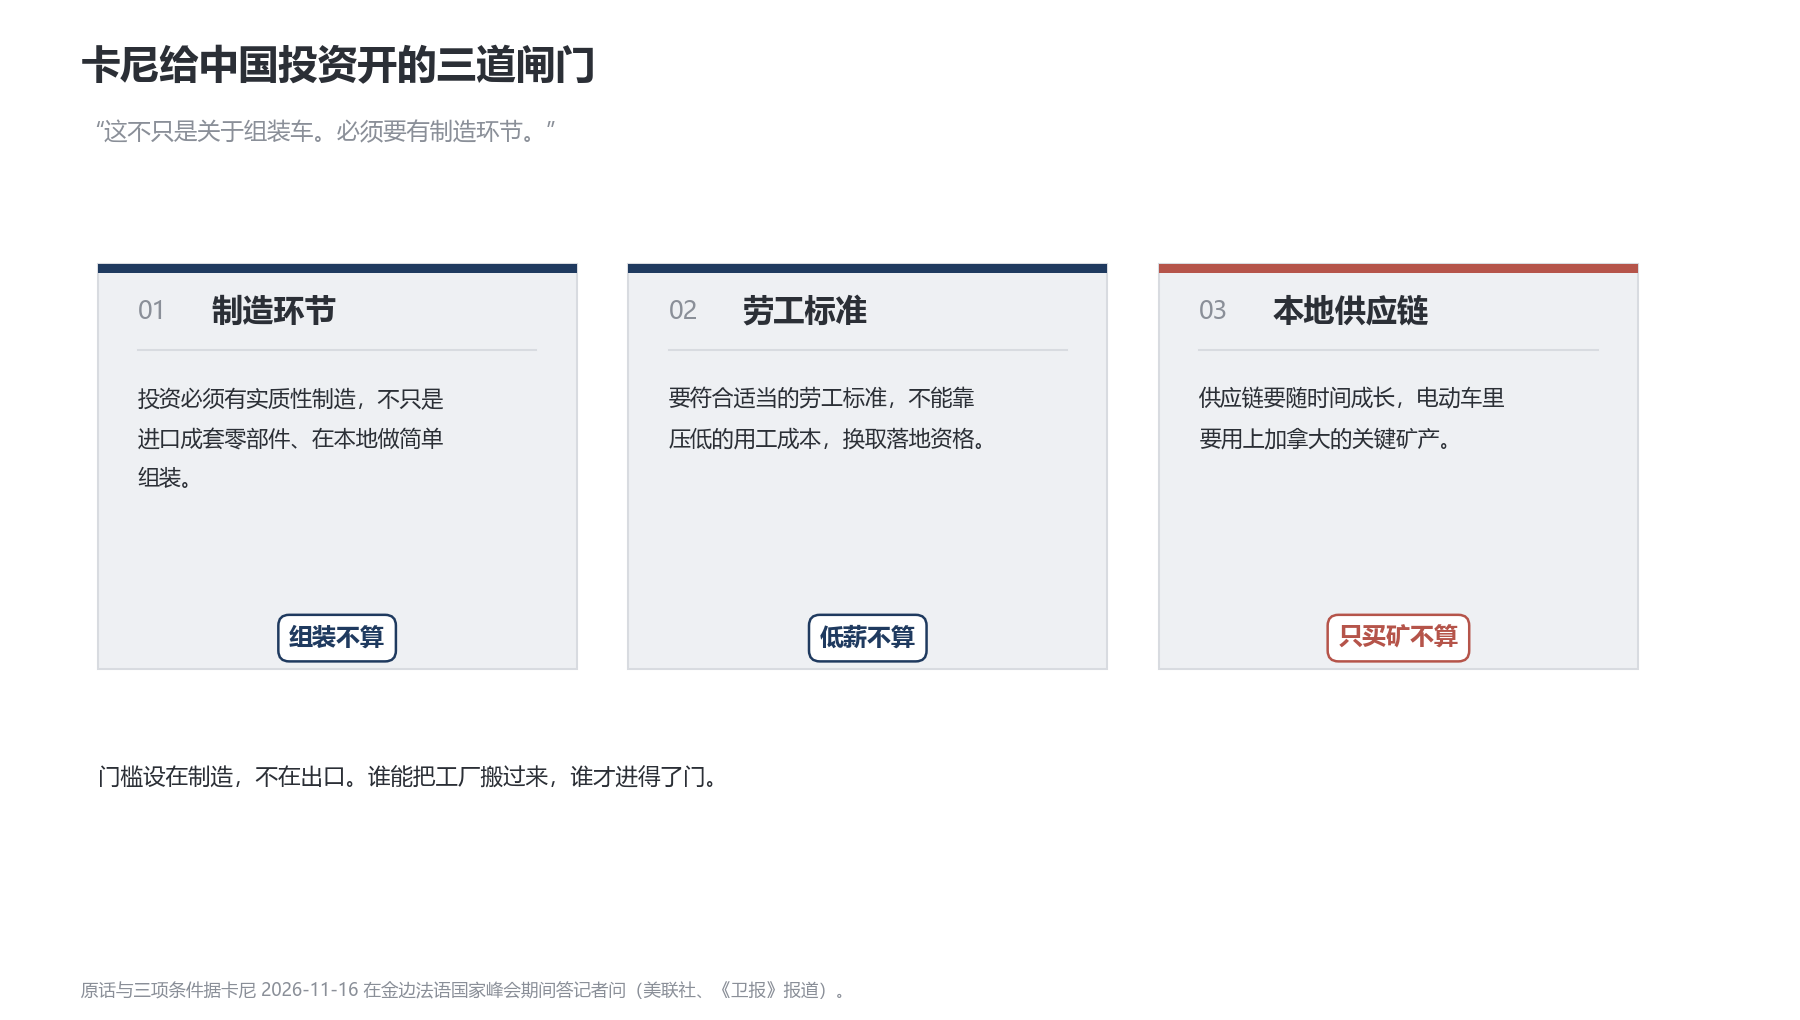 卡尼给中国投资开的三道闸门
“这不只是关于组装车。必须要有制造环节。”
01 制造环节
投资必须有实质性制造，不只是
进口成套零部件、在本地做简单
组装。
组装不算
02 劳工标准
要符合适当的劳工标准，不能靠
压低的用工成本，换取落地资格。
低薪不算
03 本地供应链
供应链要随时间成长，电动车里
要用上加拿大的关键矿产。
只买矿不算
门槛设在制造，不在出口。谁能把工厂搬过来，谁才进得了门。
原话与三项条件据卡尼 2026-11-16 在金边法语国家峰会期间答记者问（美联社、《卫报》报道）。